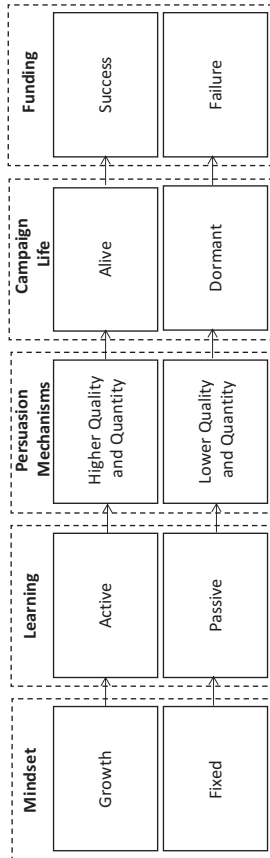 Mindset
Growth
Fixed
Learning
Active
Passive
Persuasion
Mechanisms
Higher Quality
and Quantity
Lower Quality
and Quantity
Campaign
Life
Alive
Dormant
Funding
Success
Failure